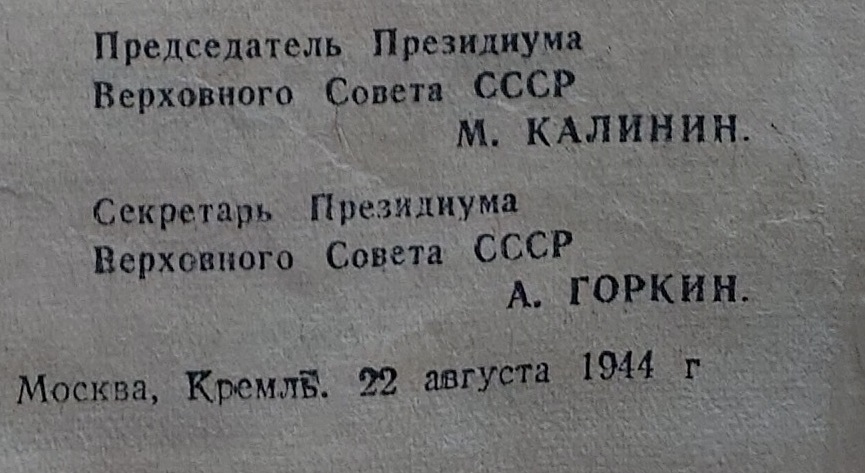 Председатель Президиума
Верховного Совета СССР
М. КАЛИНИН.
Секретарь Президиума
Верховного Совета СССР
А. ГОРКИН.
Москва, Кремль. 22 августа 1944 г